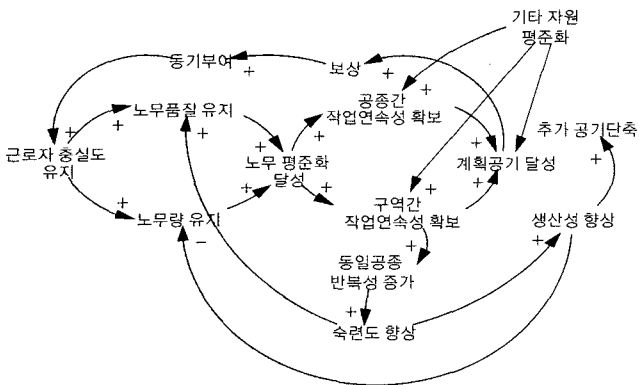 기타 자원
평준화
동기부여
+
보상
+
+
공종간
작업연속성 확보
노무품질 유지
+
+
+
+
+
추가 공기단축
+
근로자 충실도
유지
노무 평준화
달성
+
+
계획공기 달성
+
+
구역간
작업연속성 확보
+
노무량 유지
−
생산성 향상
+
+
동일공종
반복성 증가
+
숙련도 향상